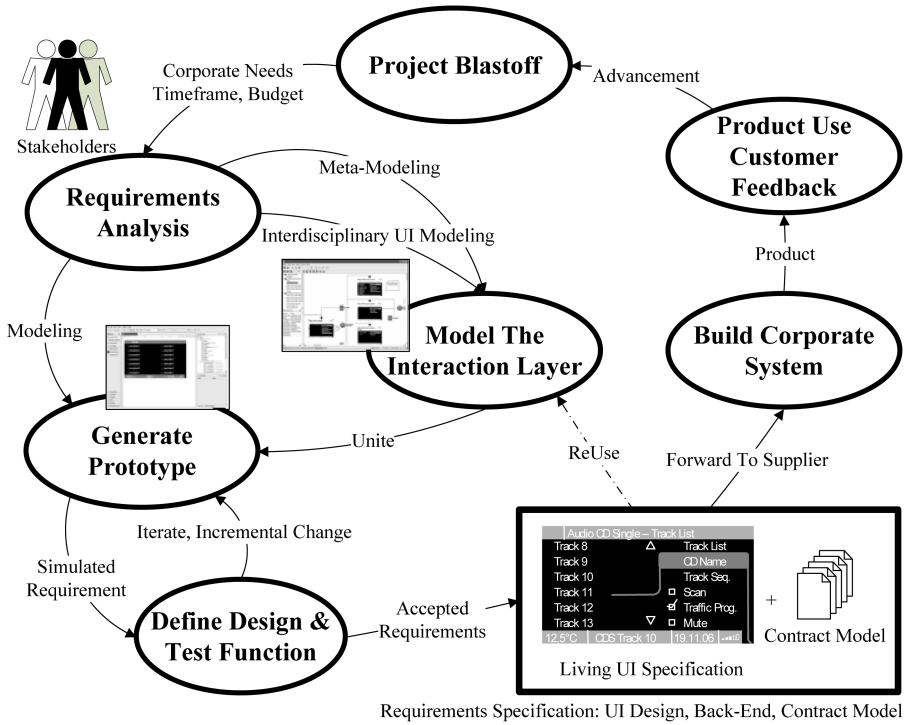 Project Blastoff
Corporate Needs
Timeframe, Budget
Advancement
Stakeholders
Product Use
Customer
Feedback
Meta-Modeling
Requirements
Analysis
Interdisciplinary UI Modeling
Product
Modeling
Model The
Interaction Layer
Build Corporate
System
Generate
Prototype
Unite
ReUse
Forward To Supplier
Iterate, Incremental Change
Simulated
Requirement
Define Design &
Test Function
Accepted
Requirements
Audio CD Single – Track List
Track 8 Track List
Track 9 CD Name
Track 10 Track Seq.
Track 11 Scan
Track 12 Traffic Prog.
Track 13 Mute
12.5°C CDS Track 10 19.11.06
+
Contract Model
Living UI Specification
Requirements Specification: UI Design, Back-End, Contract Model